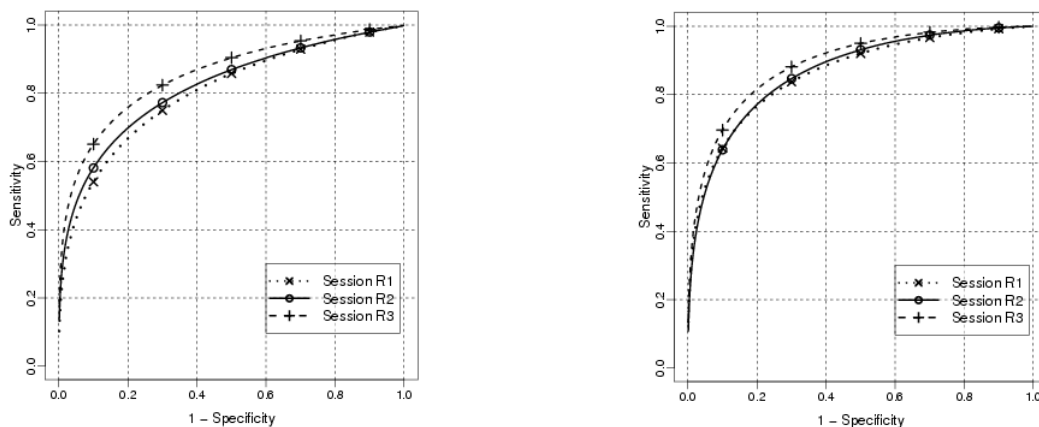 1.0
0.8
0.6
0.4
0.2
0.0
Sensitivity
Session R1
Session R2
Session R3
0.0 0.2 0.4 0.6 0.8 1.0
1 − Specificity
1.0
0.8
0.6
0.4
0.2
0.0
Sensitivity
Session R1
Session R2
Session R3
0.0 0.2 0.4 0.6 0.8 1.0
1 − Specificity